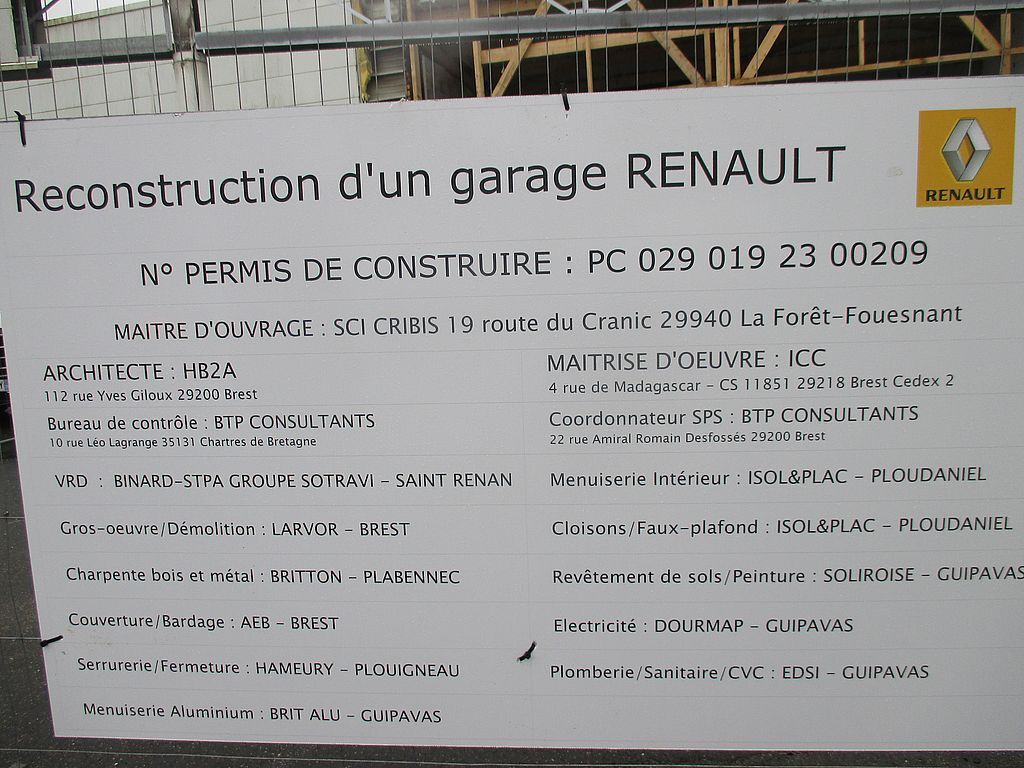 Reconstruction d'un garage RENAULT
RENAULT
N° PERMIS DE CONSTRUIRE : PC 029 019 23 00209
MAITRE D'OUVRAGE : SCI CRIBIS 19 route du Cranic 29940 La Forêt-Fouesnant
ARCHITECTE : HB2A
112 rue Yves Giloux 29200 Brest
MAITRISE D'OEUVRE : ICC
4 rue de Madagascar - CS 11851 29218 Brest Cedex 2
Bureau de contrôle : BTP CONSULTANTS
10 rue Léo Lagrange 35131 Chartres de Bretagne
Coordonnateur SPS : BTP CONSULTANTS
22 rue Amiral Romain Desfossés 29200 Brest
VRD : BINARD-STPA GROUPE SOTRAVI - SAINT RENAN
Menuiserie Intérieur : ISOL&PLAC - PLOUDANIEL
Gros-oeuvre/Démolition : LARVOR - BREST
Cloisons/Faux-plafond : ISOL&PLAC - PLOUDANIEL
Charpente bois et métal : BRITTON - PLABENNEC
Revêtement de sols/Peinture : SOLIROISE - GUIPAVAS
Couverture/Bardage : AEB - BREST
Electricité : DOURMAP - GUIPAVAS
Serrurerie/Fermeture : HAMEURY - PLOUIGNEAU
Plomberie/Sanitaire/CVC : EDSI - GUIPAVAS
Menuiserie Aluminium : BRIT ALU - GUIPAVAS